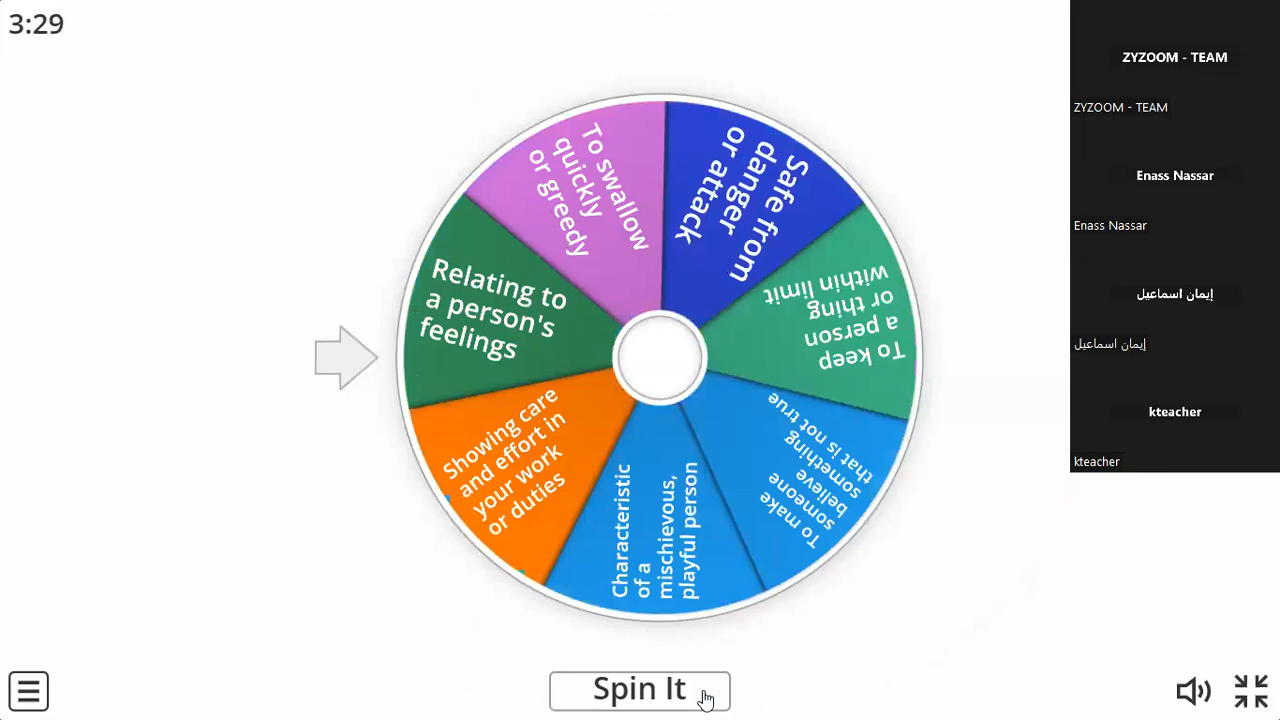 3:29
To swallow
quickly
or greedy
Safe from
danger
or attack
To keep
a person
or thing
within limit
To make
someone
believe
something
that is not true
Characteristic
of a
mischievous,
playful person
Showing care
and effort in
your work
or duties
Relating to
a person's
feelings
Spin It
ZYZOOM - TEAM
ZYZOOM - TEAM
Enass Nassar
Enass Nassar
إيمان اسماعيل
إيمان اسماعيل
kteacher
kteacher